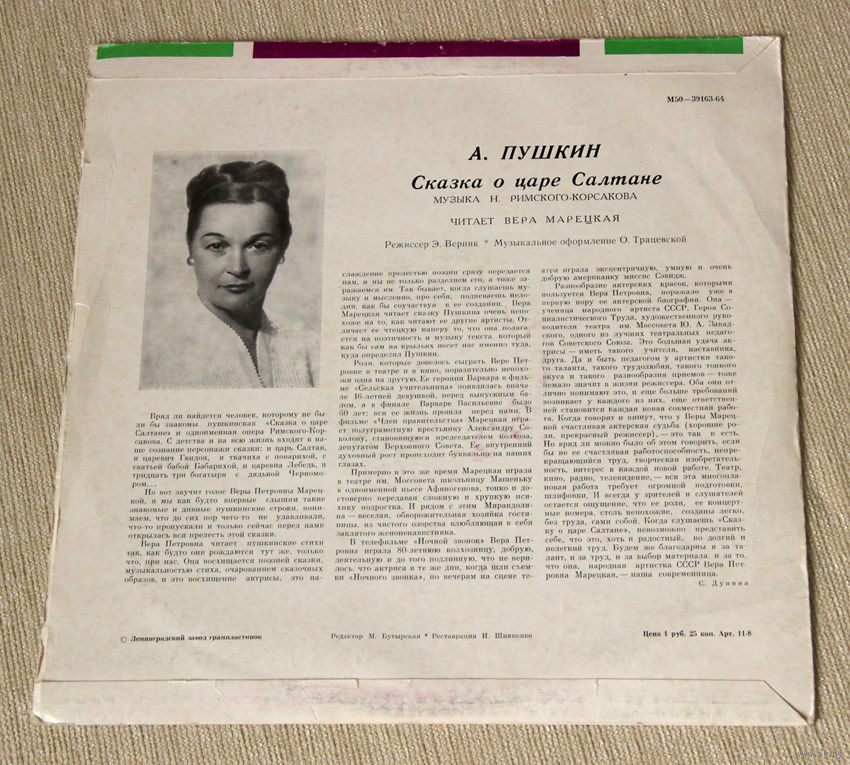 М50—39163-64
А. ПУШКИН
Сказка о царе Салтане
МУЗЫКА Н. РИМСКОГО-КОРСАКОВА
ЧИТАЕТ ВЕРА МАРЕЦКАЯ
Режиссер Э. Верник * Музыкальное оформление О. Трацевской
Вряд ли найдется человек, которому не бы-
ли бы знакомы пушкинская «Сказка о царе
Салтане» и одноименная опера Римского-Кор-
сакова. С детства и на всю жизнь входят в на-
ше сознание персонажи сказки: и царь Салтан,
и царевич Гвидон, и ткачиха с поварихой, с
сватьей бабой Бабарихой, и царевна Лебедь, и
тридцать три богатыря с дядькой Черномо-
ром...
Но вот звучит голос Веры Петровны Марец-
кой, и мы как будто впервые слышим такие
знакомые и дивные пушкинские строки, пони-
маем, что до сих пор чего-то не улавливали,
что-то пропускали и только сейчас перед нами
открылась вся прелесть этой сказки.
Вера Петровна читает пушкинские стихи
так, как будто они рождаются тут же, только
что, при нас. Она восхищается поэзией сказки,
музыкальностью стиха, очарованием сказочных
образов, и это восхищение актрисы, это на-
слаждение прелестью поэзии сразу передается
нам, и мы не только разделяем его, а тоже за-
ражаемся им. Так бывает, когда слушаешь му-
зыку и мысленно, про себя, подпеваешь мело-
дии, как бы соучаствуя в ее создании. Вера
Марецкая читает сказку Пушкина очень непо-
хоже на то, как читают ее другие артисты. От-
личает ее чтецкую манеру то, что она полага-
ется на поэтичность и музыку текста, который
как бы сам на крыльях несет нас именно туда,
куда определил Пушкин.
Роли, которые довелось сыграть Вере Пет-
ровне в театре и в кино, поразительно непохо-
жи одна на другую. Ее героиня Варвара в филь-
ме «Сельская учительница» появлялась внача-
ле 16-летней девушкой, перед выпускным ба-
лом, а в финале Варваре Васильевне было
60 лет: вся ее жизнь прошла перед нами. В
фильме «Член правительства» Марецкая игра-
ет полуграмотную крестьянку Александру Со-
колову, становящуюся председателем колхоза,
депутатом Верховного Совета. Ее внутренний
духовный рост происходит буквально на наших
глазах.
Примерно в это же время Марецкая играла
в театре им. Моссовета школьницу Машеньку
в одноименной пьесе Афиногенова, тонко и до-
стоверно передавая сложную и хрупкую пси-
хику подростка. И рядом с этим Мирандоли-
на — веселая, обворожительная хозяйка гости-
ницы, из чистого озорства влюбляющая в себя
заклятого женоненавистника.
В телефильме «Ночной звонок» Вера Пет-
ровна играла 80-летнюю колхозницу, добрую,
деятельную и до того подлинную, что не вери-
лось, что актриса в те же дни, когда шли съем-
ки «Ночного звонка», по вечерам на сцене те-
атра играла эксцентричную, умную и очень
добрую американку миссис Сэвидж.
Разнообразие актерских красок, которыми
пользуется Вера Петровна, поражало уже в
первую пору ее актерской биографии. Она —
ученица народного артиста СССР, Героя Со-
циалистического Труда, художественного руко-
водителя театра им. Моссовета Ю. А. Завад-
ского, одного из лучших театральных педаго-
гов Советского Союза. Это большая удача ак-
трисы — иметь такого учителя, наставника,
друга. Да и быть педагогом у артистки тако-
го таланта, такого трудолюбия, такого тонкого
вкуса и такого разнообразия приемов — тоже
немало значит в жизни режиссера. Оба они от-
лично понимают это, и еще больше требований
возникает у каждого из них, еще ответствен-
ней становится каждая новая совместная рабо-
та. Когда говорят и пишут, что у Веры Марец-
кой счастливая актерская судьба (хорошие ро-
ли, прекрасный режиссер), — это так и есть.
Но вряд ли можно было об этом говорить, если
бы не ее счастливая работоспособность, непре-
кращающийся труд, творческая изобретатель-
ность, интерес к каждой новой работе. Театр,
кино, радио, телевидение, — вся эта многопла-
новая работа требует огромной подготовки,
шлифовки. И всегда у зрителей и слушателей
остается ощущение, что ее роли, ее концерт-
ные номера, столь непохожие, созданы легко,
без труда, сами собой. Когда слушаешь «Сказ-
ку о царе Салтане», невозможно представить
себе, что это, хоть и радостный, но долгий и
нелегкий труд. Будем же благодарны и за та-
лант, и за труд, и за выбор материала, и за то,
что она, народная артистка СССР Вера Пет-
ровна Марецкая, — наша современница.
С. Дунина
© Ленинградский завод грампластинок
Редактор М. Бутырская * Реставрация И. Шнипенко
Цена 1 руб. 25 коп. Арт. 11-8